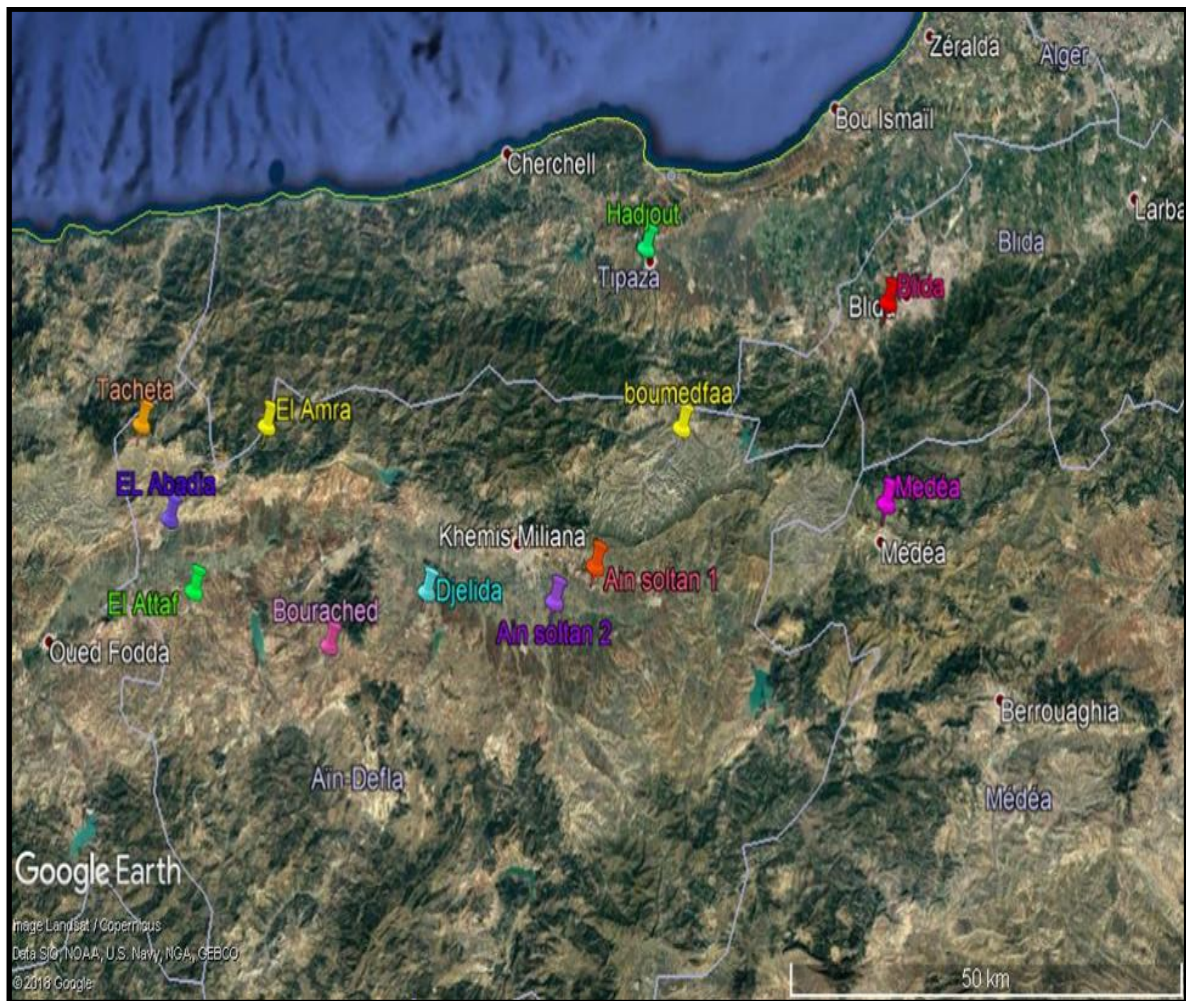 Zéralda
Alger
Bou Ismaïl
Cherchell
Larba
Hadjout
Blida
Tipaza
Blida
Blida
Tacheta
El Amra
boumedfaa
EL Abadia
Medéa
Khemis Miliana
Médéa
Ain soltan 1
Djelida
El Attaf
Bourached
Ain soltan 2
Oued Fodda
Berrouaghia
Aïn-Defla
Médéa
Google Earth
Image Landsat / Copernicus
Data SIO, NOAA, U.S. Navy, NGA, GEBCO
© 2018 Google
50 km